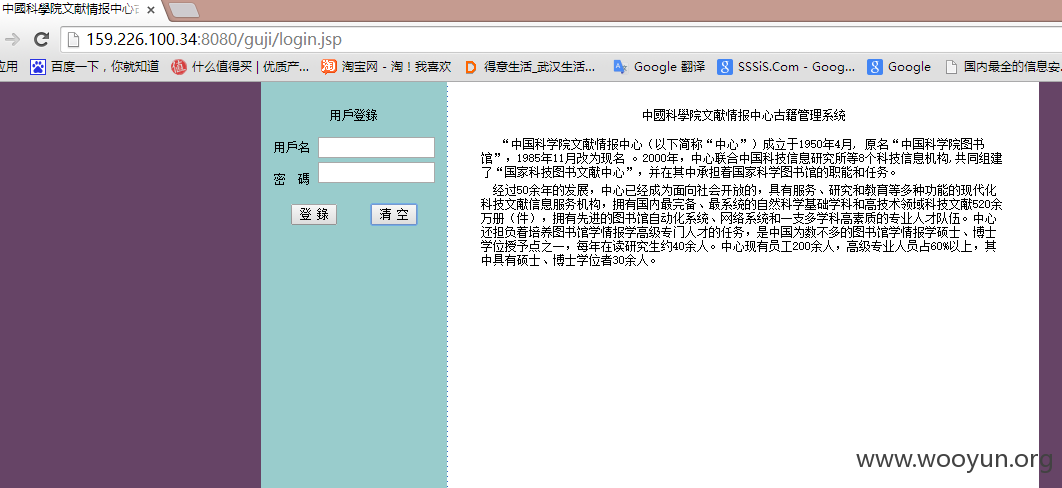 中國科學院文献情报中心
159.226.100.34:8080/guji/login.jsp
应用 百度一下，你就知道 什么值得买 | 优质产... 淘宝网 - 淘！我喜欢 得意生活_武汉生活... Google 翻译 SSSiS.Com - Goog... Google 国内最全的信息安
用戶登錄
用戶名
密 碼
登 錄 清 空
中國科學院文献情报中心古籍管理系统
“中国科学院文献情报中心（以下简称“中心”）成立于1950年4月, 原名“中国科学院图书
馆”，1985年11月改为现名 。2000年，中心联合中国科技信息研究所等8个科技信息机构, 共同组建
了“国家科技图书文献中心”，并在其中承担着国家科学图书馆的职能和任务。
经过50余年的发展，中心已经成为面向社会开放的，具有服务、研究和教育等多种功能的现代化
科技文献信息服务机构，拥有国内最完备、最系统的自然科学基础学科和高技术领域科技文献520余
万册（件），拥有先进的图书馆自动化系统、网络系统和一支多学科高素质的专业人才队伍。中心
还担负着培养图书馆学情报学高级专门人才的任务，是中国为数不多的图书馆学情报学硕士、博士
学位授予点之一，每年在读研究生约40余人。中心现有员工200余人，高级专业人员占60%以上，其
中具有硕士、博士学位者30余人。
www.wooyun.org